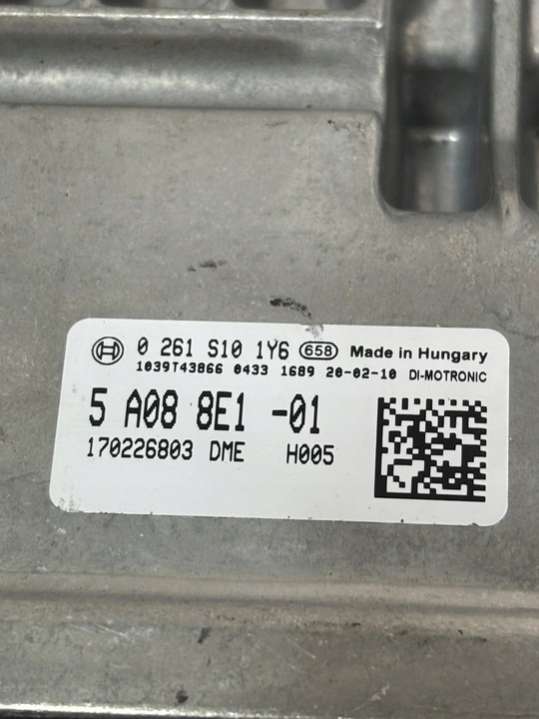 0 261 S10 1Y6 658 Made in Hungary
1039T43866 0433 1689 20-02-10 DI-MOTRONIC
5 A08 8E1 -01
170226803 DME H005